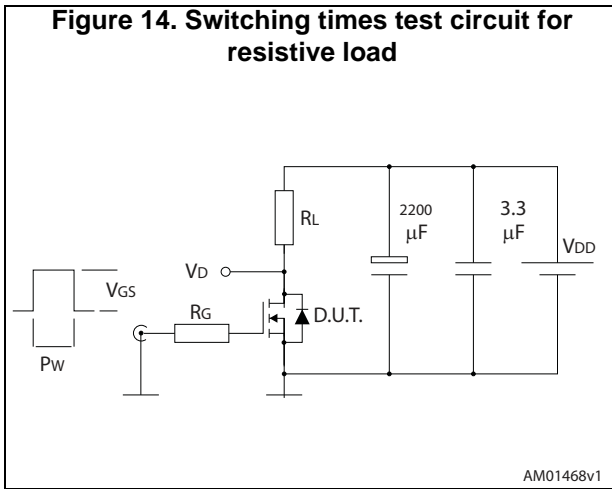 Figure 14. Switching times test circuit for
resistive load
RL
2200
μF
3.3
μF
VDD
VD
VGS
RG
D.U.T.
PW
AM01468v1